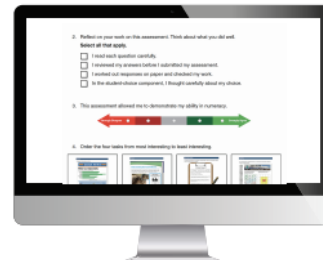 2. Reflect on your work on this assessment. Think about what you did well.
Select all that apply.
I read each question carefully.
I reviewed my answers before I submitted my assessment.
I worked out responses on paper and checked my work.
In the student-choice component, I thought carefully about my choice.
3. This assessment allowed me to demonstrate my ability in numeracy.
4. Order the four tasks from most interesting to least interesting